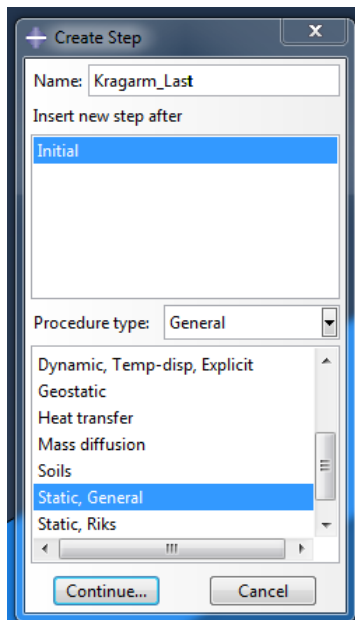 Create Step
X
Name: Kragarm_Last
Insert new step after
Initial
Procedure type: General
Dynamic, Temp-disp, Explicit
Geostatic
Heat transfer
Mass diffusion
Soils
Static, General
Static, Riks
Continue... Cancel